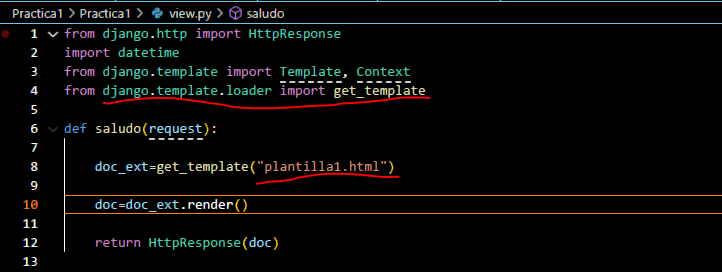 Practica1 > Practica1 > view.py > saludo
1 from django.http import HttpResponse
2 import datetime
3 from django.template import Template, Context
4 from django.template.loader import get_template
5
6 def saludo(request):
7
8 doc_ext=get_template("plantilla1.html")
9
10 doc=doc_ext.render()
11
12 return HttpResponse(doc)
13